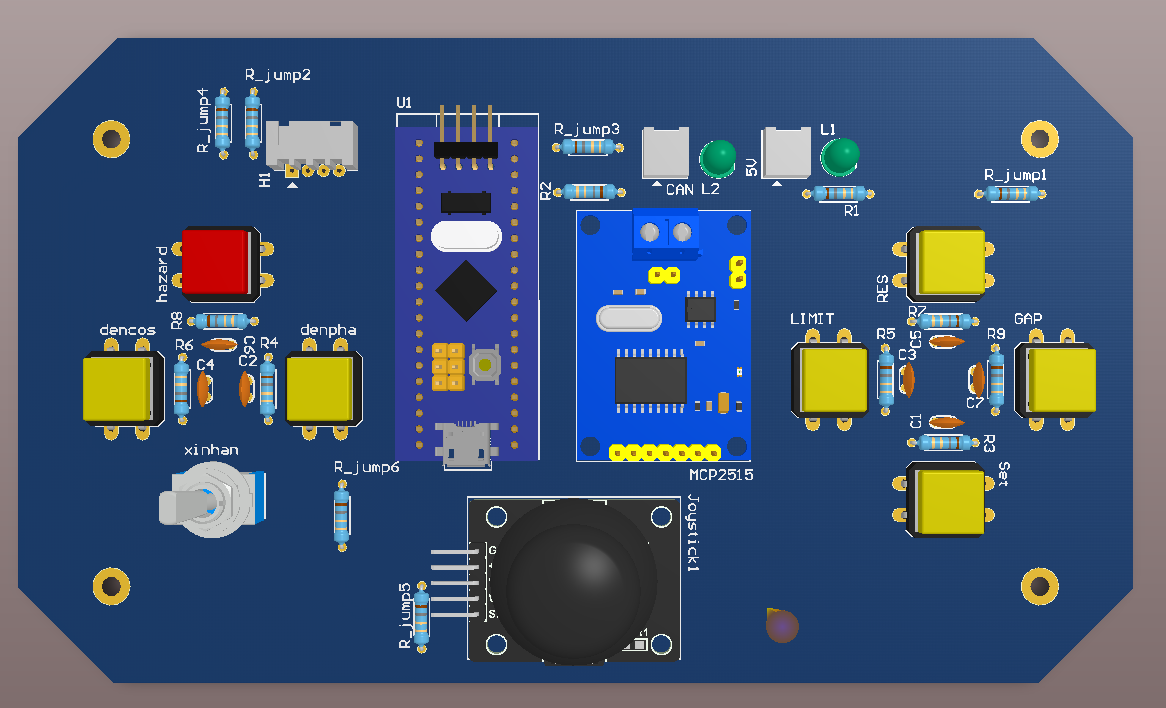 R_jump2
R_jump4
U1
R_jump3
L1
H1
5V
CAN L2
R_jump1
R2
R1
hazard
RES
R8
dencos
R6
C6
R4
denpha
C4
C2
LIMIT
R7
GAP
R5
C5
R9
C3
C7
C1
R3
xinhan
R_jump6
MCP2515
Set
Joystick1
G
S
R_jump5